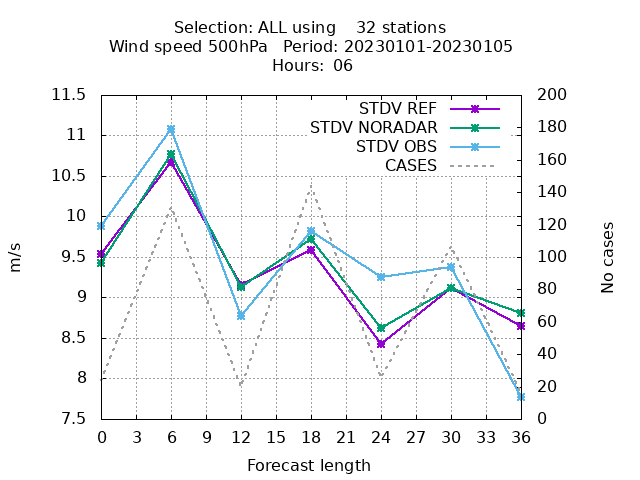 Selection: ALL using    32 stations
Wind speed 500hPa   Period: 20230101-20230105
Hours:  06
STDV REF
STDV NORADAR
STDV OBS
CASES
11.5
11
10.5
10
9.5
9
8.5
8
7.5
m/s
200
180
160
140
120
100
80
60
40
20
0
No cases
0 3 6 9 12 15 18 21 24 27 30 33 36
Forecast length